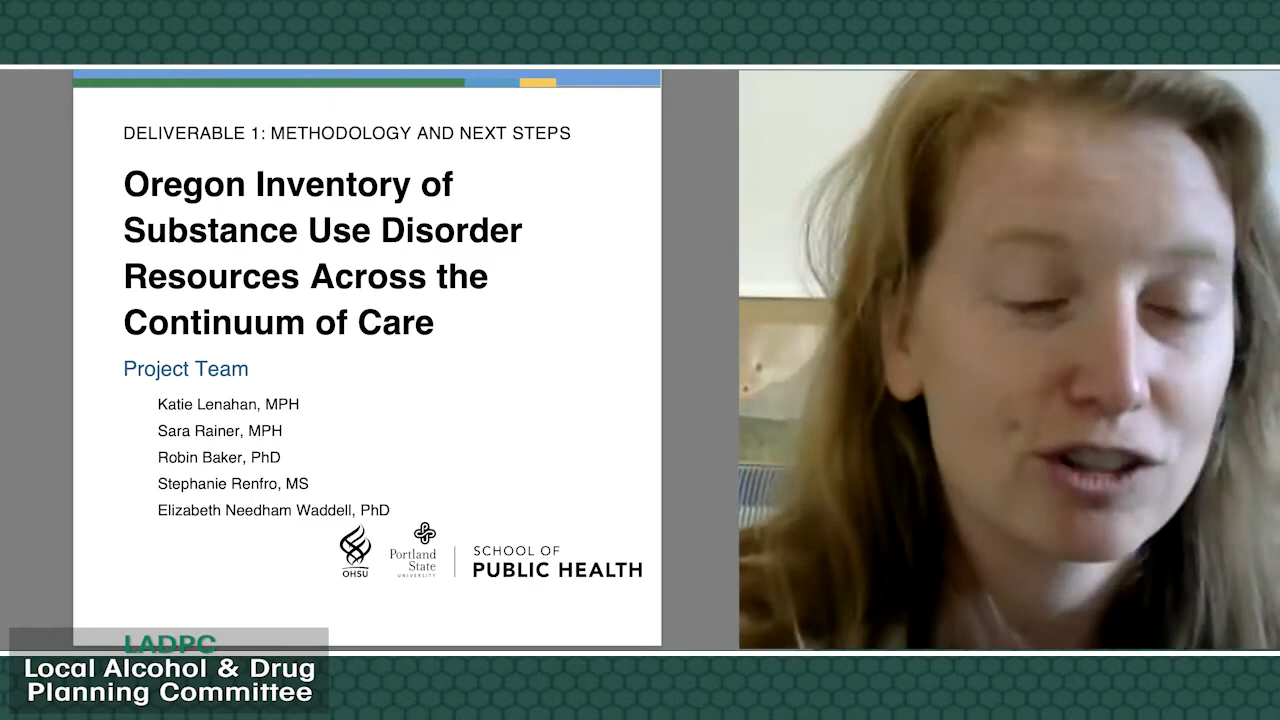 DELIVERABLE 1: METHODOLOGY AND NEXT STEPS
Oregon Inventory of
Substance Use Disorder
Resources Across the
Continuum of Care
Project Team
Katie Lenahan, MPH
Sara Rainer, MPH
Robin Baker, PhD
Stephanie Renfro, MS
Elizabeth Needham Waddell, PhD
OHSU
Portland
State
UNIVERSITY
SCHOOL OF
PUBLIC HEALTH
LADPC
Local Alcohol & Drug
Planning Committee